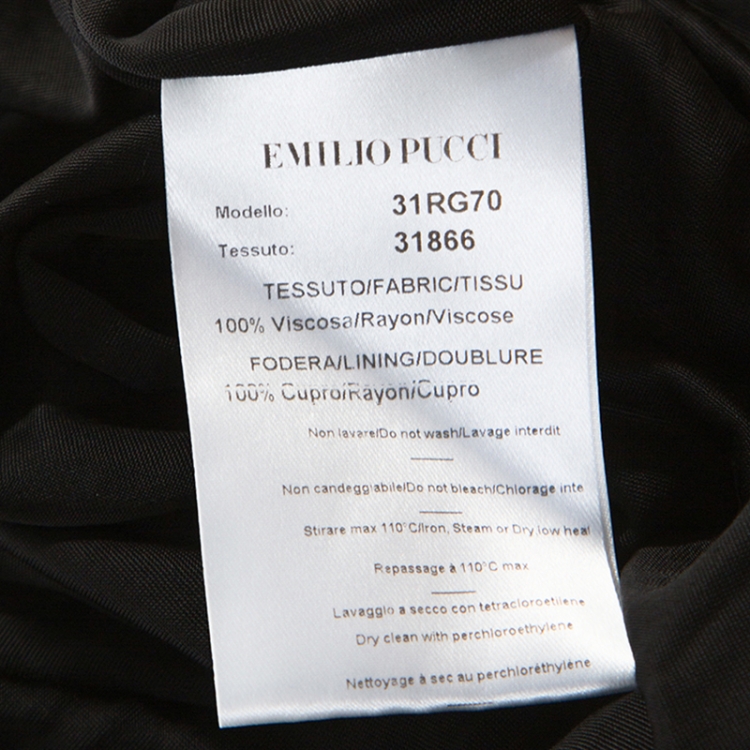 EMILIO PUCCI
Modello: 31RG70
Tessuto: 31866
TESSUTO/FABRIC/TISSU
100% Viscosa/Rayon/Viscose
FODERA/LINING/DOUBLURE
100% Cupro/Rayon/Cupro
Non lavare/Do not wash/Lavage interdit
Non candeggiabile/Do not bleach/Chlorage inte
Stirare max 110°C/Iron, Steam or Dry low heat
Repassage à 110°C max
Lavaggio a secco con tetracloroetilene
Dry clean with perchloroethylene
Nettoyage à sec au perchloréthylène